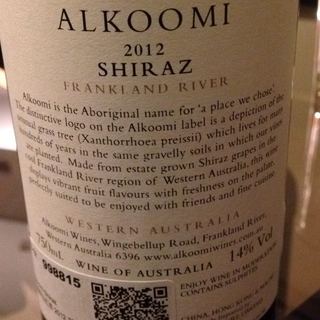 ALKOOMI
2012
SHIRAZ
FRANKLAND RIVER
Alkoomi is the Aboriginal name for 'a place we chose'.
The distinctive logo on the Alkoomi label is a depiction of the
unusual grass tree (Xanthorrhoea preissii) which lives for many
hundreds of years in the same gravelly soils in which our vines
are planted. Made from estate grown Shiraz grapes in the
cool Frankland River region of Western Australia, this wine
displays vibrant fruit flavours with freshness on the palate,
perfectly suited to be enjoyed with friends and fine cuisine
WESTERN AUSTRALIA
Alkoomi Wines, Wingebellup Road, Frankland River,
Western Australia 6396 www.alkoomiwines.com.au
750mL 14% Vol
WINE OF AUSTRALIA
998815
ENJOY WINE IN MODERATION
CONTAINS SULPHITES
CHINA, HONG KONG &